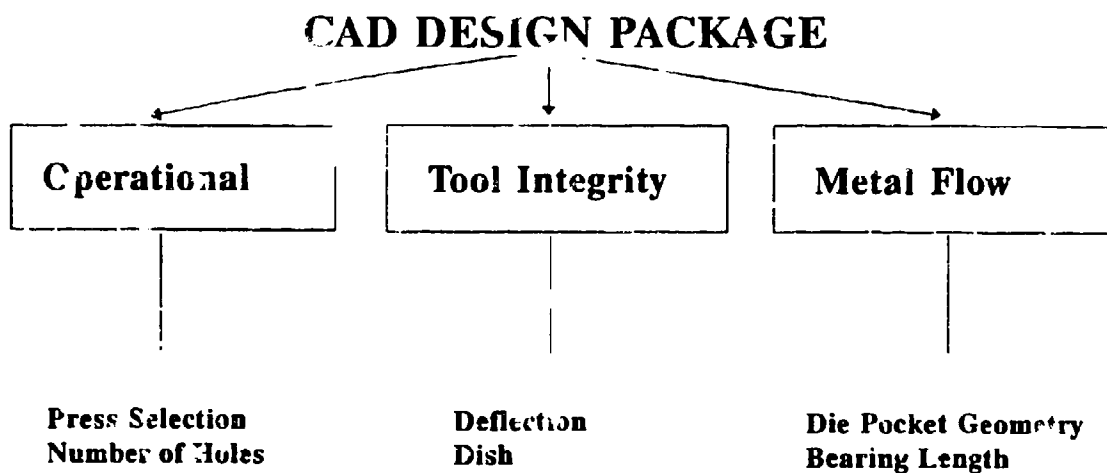 CAD DESIGN PACKAGE
Operational
Tool Integrity
Metal Flow
Press Selection
Number of Holes
Deflection
Dish
Die Pocket Geometry
Bearing Length